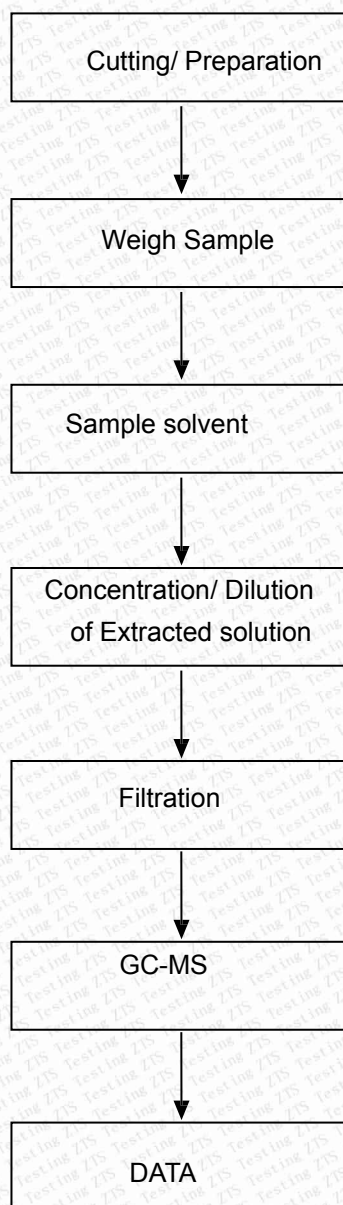 Cutting/ Preparation
Weigh Sample
Sample solvent
Concentration/ Dilution
of Extracted solution
Filtration
GC-MS
DATA